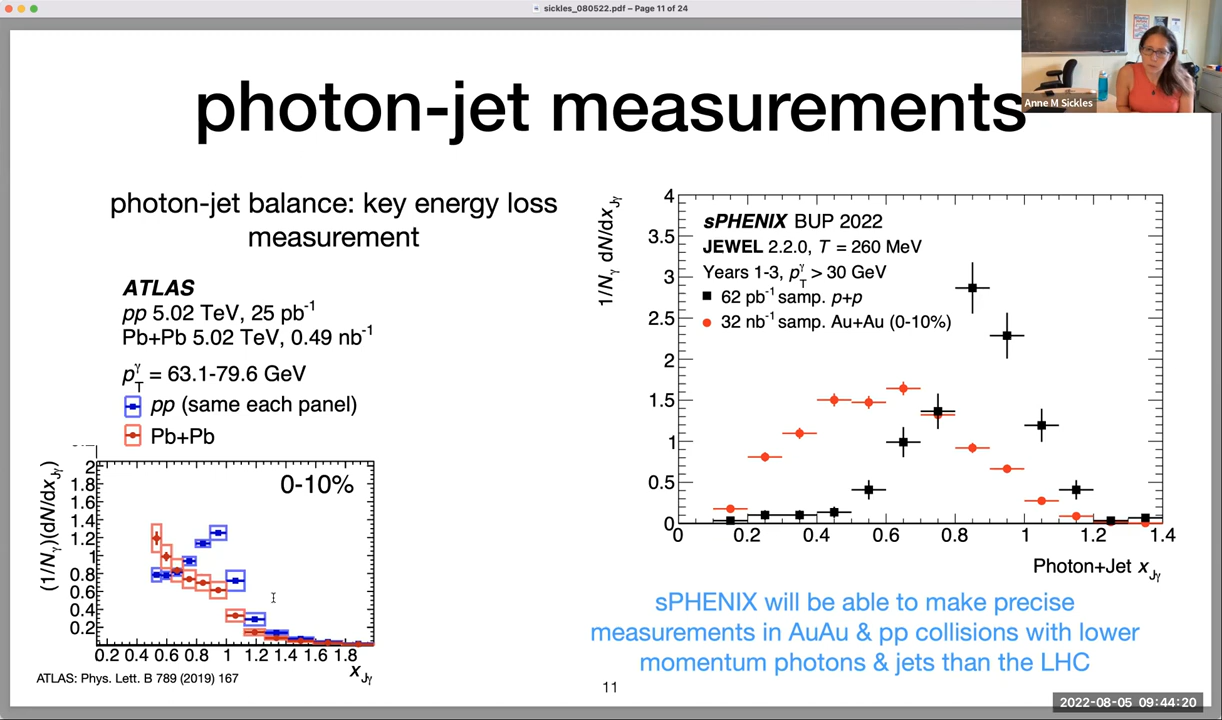 sickles_080522.pdf – Page 11 of 24
Anne M Sickles
photon-jet measurements
photon-jet balance: key energy loss
measurement
ATLAS
pp 5.02 TeV, 25 pb⁻¹
Pb+Pb 5.02 TeV, 0.49 nb⁻¹
p_T^γ = 63.1-79.6 GeV
pp (same each panel)
Pb+Pb
0-10%
(1/N_γ)(dN/dx_Jγ)
2
1.8
1.6
1.4
1.2
1
0.8
0.6
0.4
0.2
0.2 0.4 0.6 0.8 1 1.2 1.4 1.6 1.8
x_Jγ
ATLAS: Phys. Lett. B 789 (2019) 167
1/N_γ dN/dx_Jγ
4
3.5
3
2.5
2
1.5
1
0.5
0
sPHENIX BUP 2022
JEWEL 2.2.0, T = 260 MeV
Years 1-3, p_T^γ > 30 GeV
62 pb⁻¹ samp. p+p
32 nb⁻¹ samp. Au+Au (0-10%)
0 0.2 0.4 0.6 0.8 1 1.2 1.4
Photon+Jet x_Jγ
sPHENIX will be able to make precise
measurements in AuAu & pp collisions with lower
momentum photons & jets than the LHC
11
2022-08-05 09:44:20